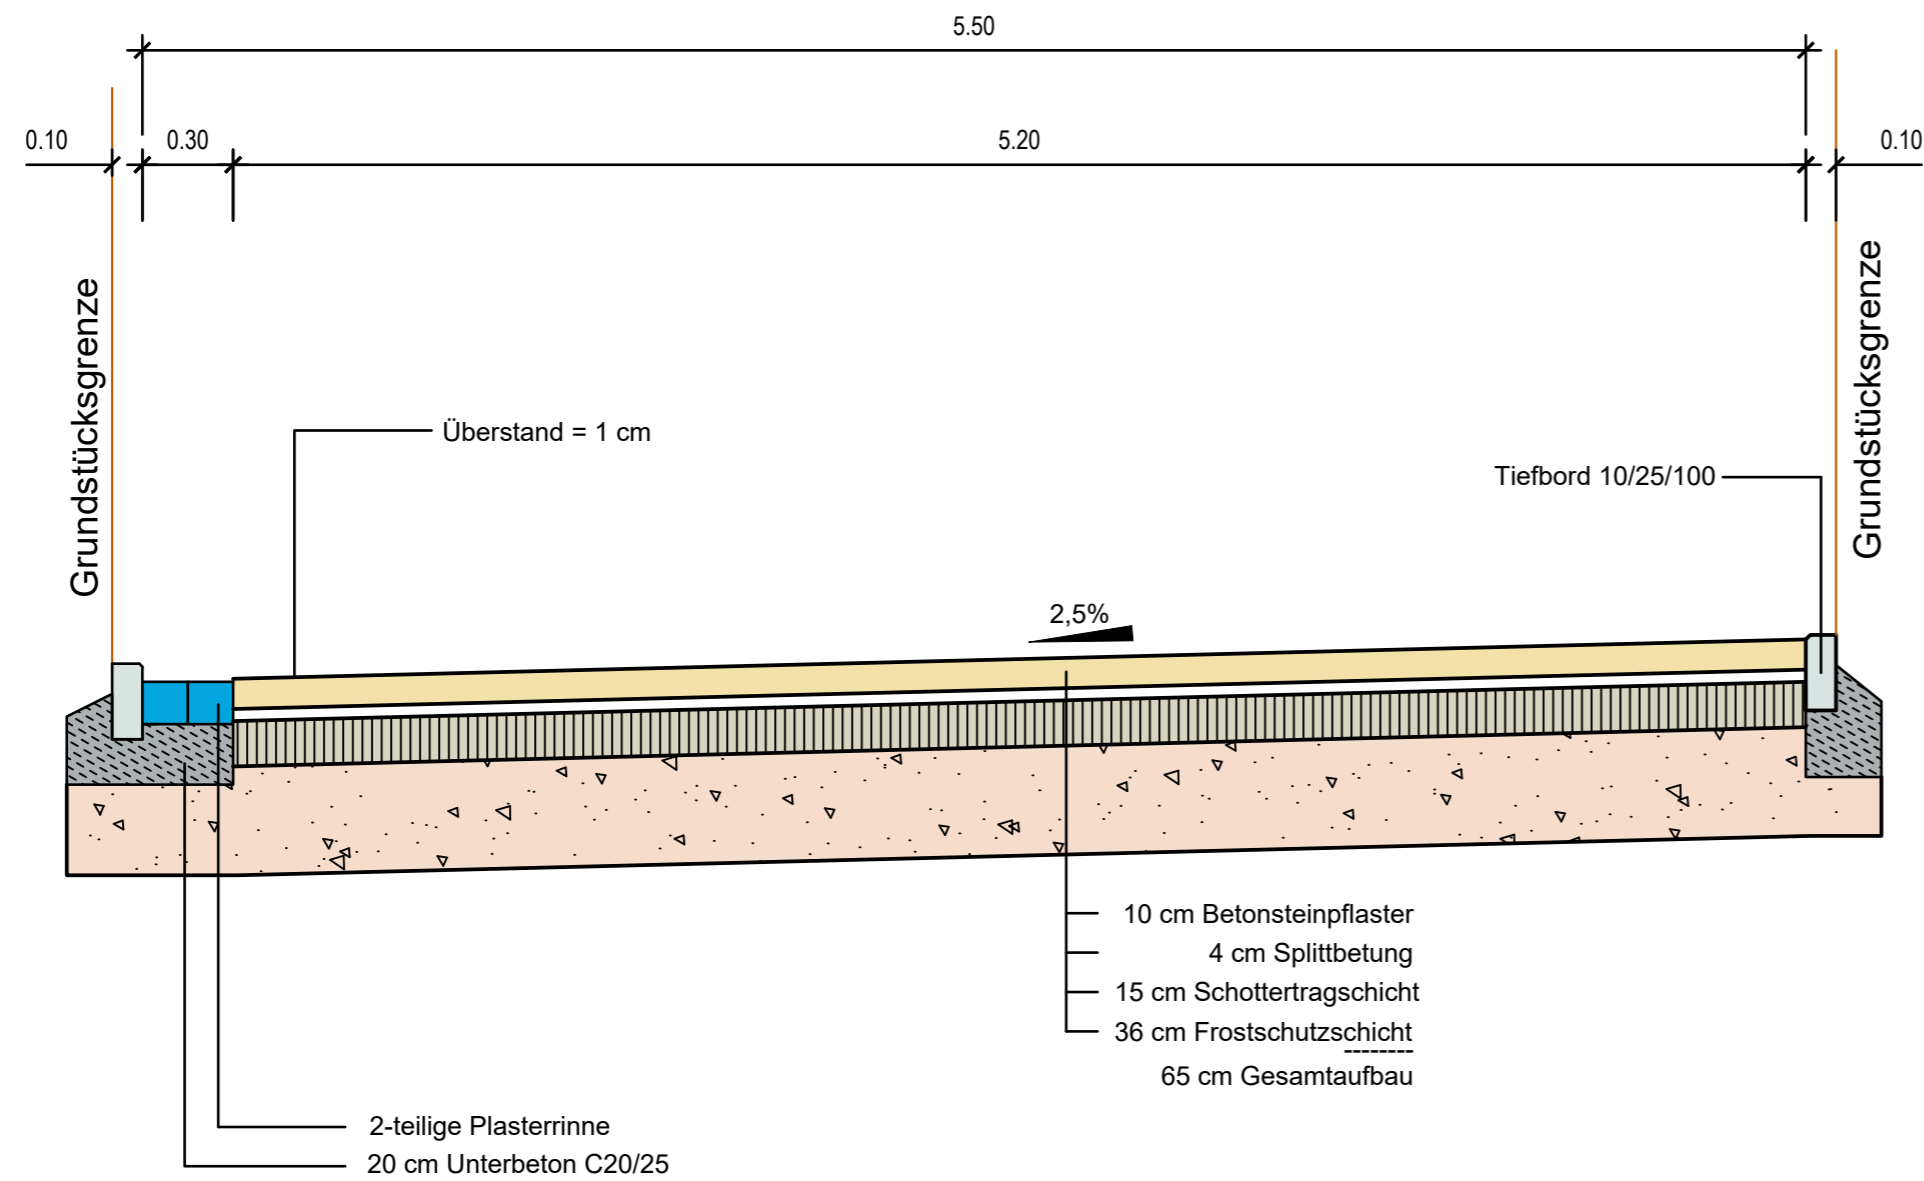 5.50
0.10
0.30
5.20
0.10
Grundstücksgrenze
Grundstücksgrenze
Überstand = 1 cm
Tiefbord 10/25/100
2,5%
10 cm Betonsteinpflaster
4 cm Splittbetung
15 cm Schottertragschicht
36 cm Frostschutzschicht
--------
65 cm Gesamtaufbau
2-teilige Plasterrinne
20 cm Unterbeton C20/25